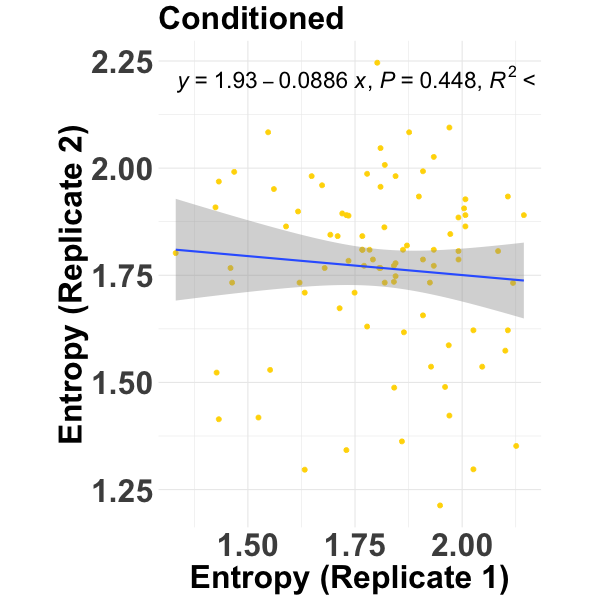 Conditioned
y = 1.93 – 0.0886 x, P = 0.448, R² <
Entropy (Replicate 2)
2.25
2.00
1.75
1.50
1.25
1.50 1.75 2.00
Entropy (Replicate 1)